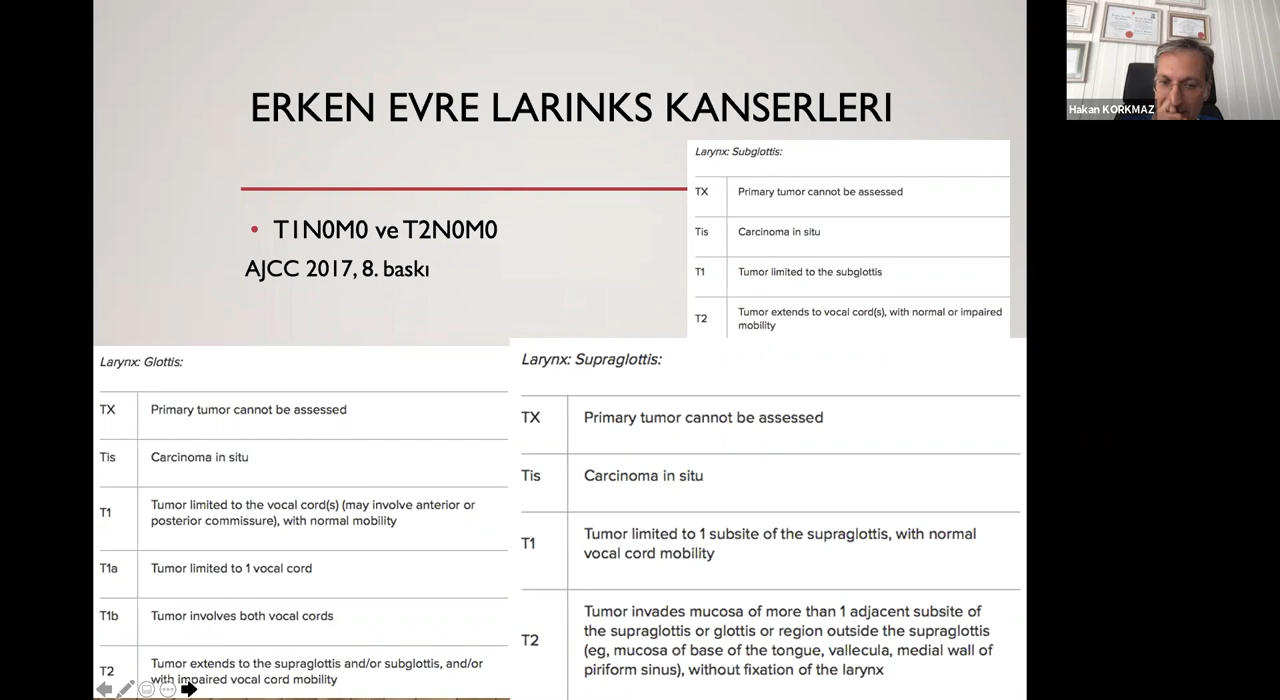 ERKEN EVRE LARINKS KANSERLERI
• T1N0M0 ve T2N0M0
AJCC 2017, 8. baskı
Larynx: Subglottis:
TX Primary tumor cannot be assessed
Tis Carcinoma in situ
T1 Tumor limited to the subglottis
T2 Tumor extends to vocal cord(s), with normal or impaired
mobility
Larynx: Glottis:
TX Primary tumor cannot be assessed
Tis Carcinoma in situ
T1 Tumor limited to the vocal cord(s) (may involve anterior or
posterior commissure), with normal mobility
T1a Tumor limited to 1 vocal cord
T1b Tumor involves both vocal cords
T2 Tumor extends to the supraglottis and/or subglottis, and/or
with impaired vocal cord mobility
Larynx: Supraglottis:
TX Primary tumor cannot be assessed
Tis Carcinoma in situ
T1 Tumor limited to 1 subsite of the supraglottis, with normal
vocal cord mobility
T2 Tumor invades mucosa of more than 1 adjacent subsite of
the supraglottis or glottis or region outside the supraglottis
(eg, mucosa of base of the tongue, vallecula, medial wall of
piriform sinus), without fixation of the larynx
Hakan KORKMAZ